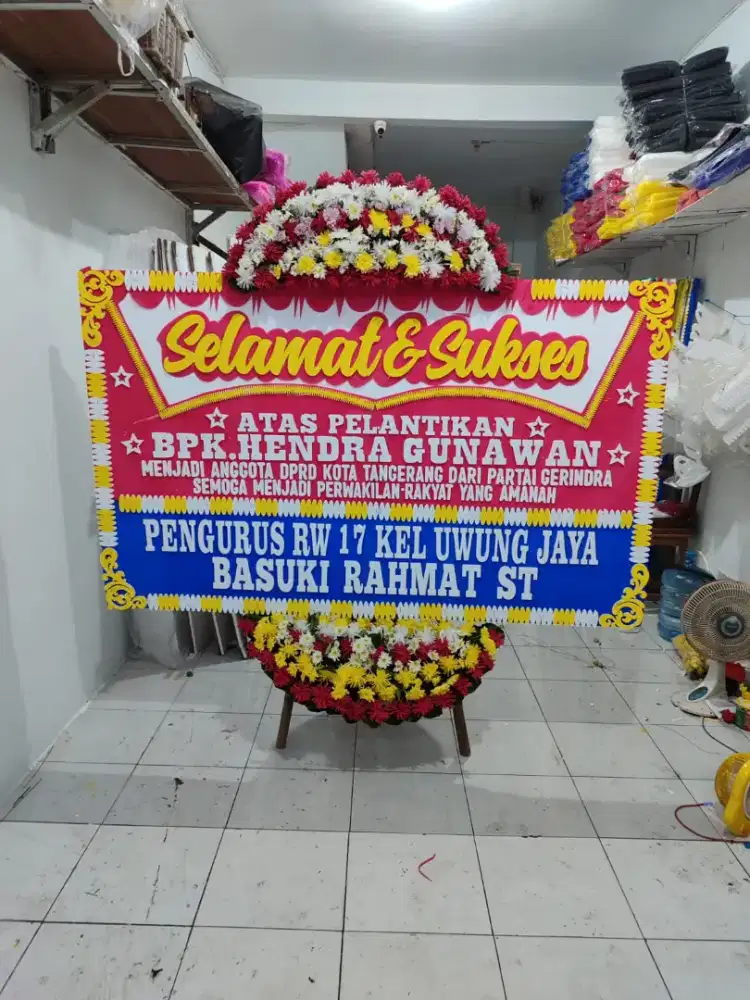 Selamat & Sukses
ATAS PELANTIKAN
BPK.HENDRA GUNAWAN
MENJADI ANGGOTA DPRD KOTA TANGERANG DARI PARTAI GERINDRA
SEMOGA MENJADI PERWAKILAN-RAKYAT YANG AMANAH
PENGURUS RW 17 KEL UWUNG JAYA
BASUKI RAHMAT ST